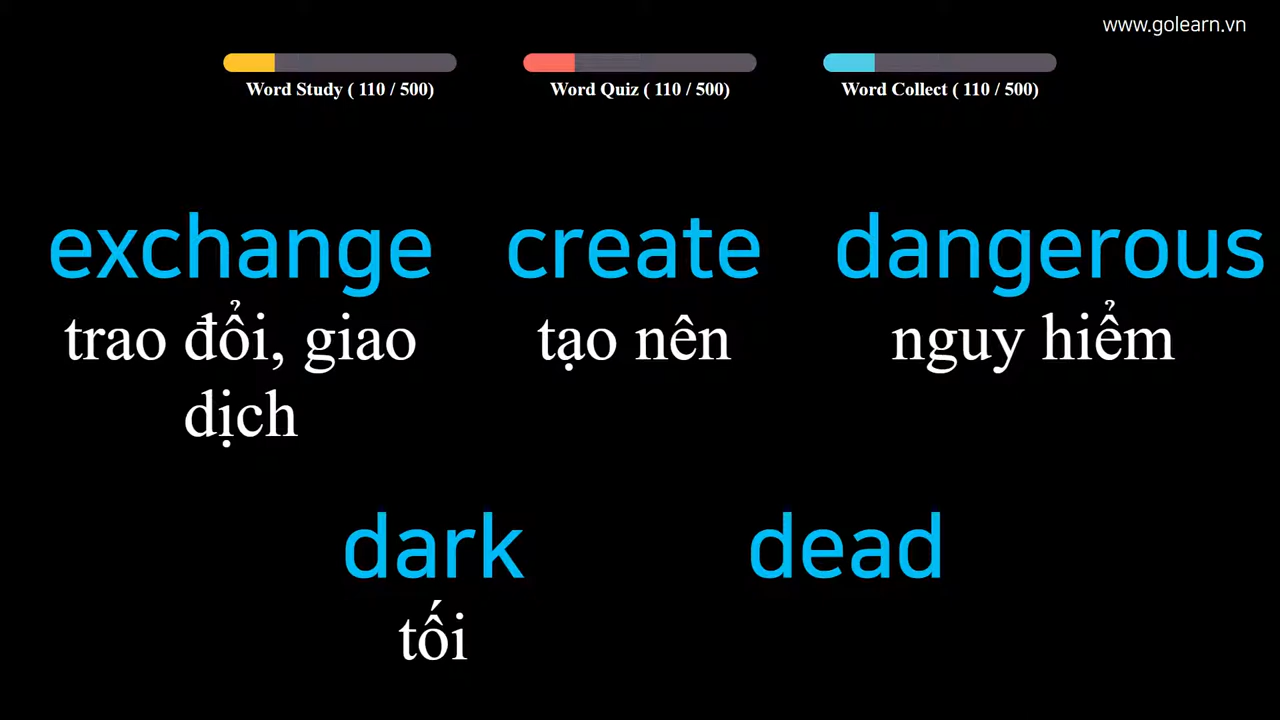 www.golearn.vn
Word Study ( 110 / 500)
Word Quiz ( 110 / 500)
Word Collect ( 110 / 500)
exchange
create
dangerous
trao đổi, giao
dịch
tạo nên
nguy hiểm
dark
dead
tối